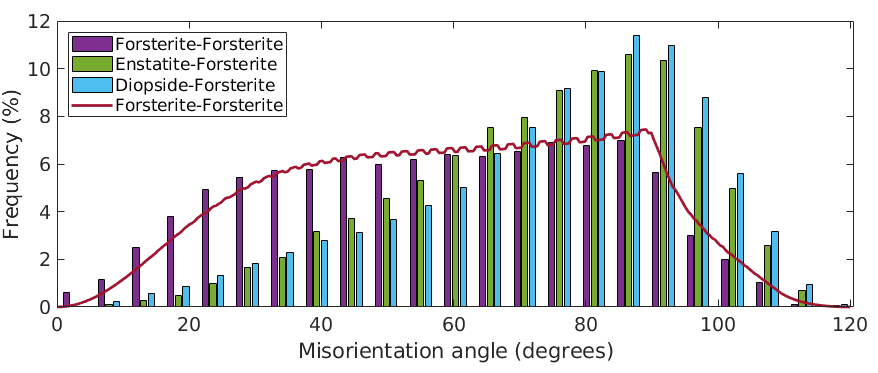 12
10
8
6
4
2
0
Frequency (%)
Forsterite-Forsterite
Enstatite-Forsterite
Diopside-Forsterite
Forsterite-Forsterite
0 20 40 60 80 100 120
Misorientation angle (degrees)